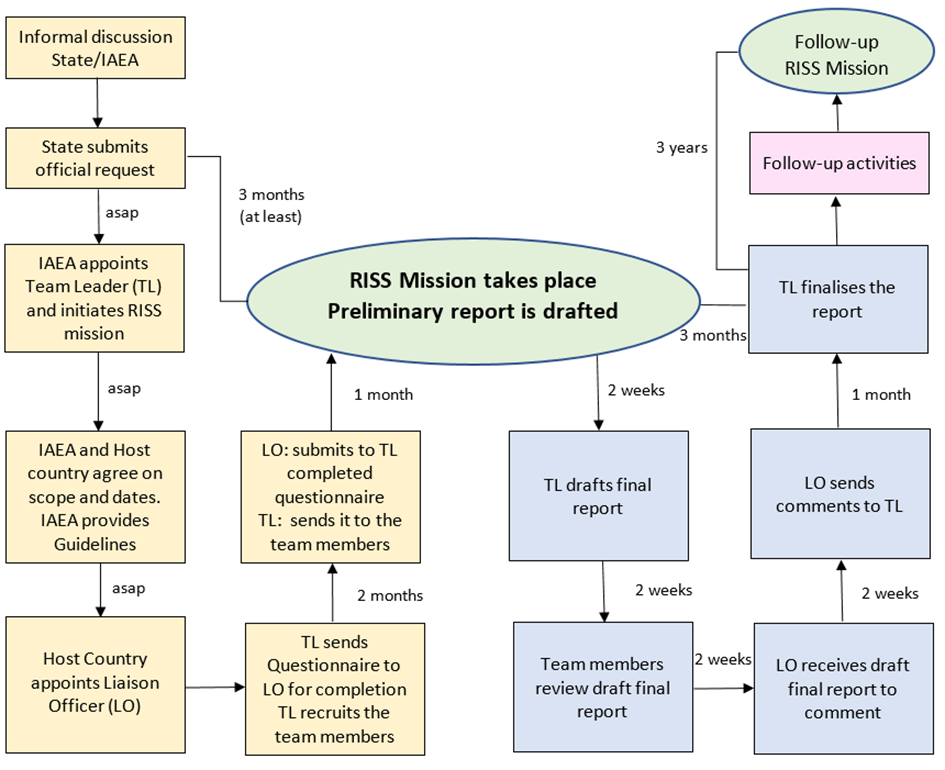 Informal discussion
State/IAEA
State submits
official request
asap
3 months
(at least)
IAEA appoints
Team Leader (TL)
and initiates RISS
mission
asap
IAEA and Host
country agree on
scope and dates.
IAEA provides
Guidelines
asap
Host Country
appoints Liaison
Officer (LO)
TL sends
Questionnaire to
LO for completion
TL recruits the
team members
2 months
LO: submits to TL
completed
questionnaire
TL: sends it to the
team members
1 month
RISS Mission takes place
Preliminary report is drafted
2 weeks
TL drafts final
report
2 weeks
Team members
review draft final
report
2 weeks
LO receives draft
final report to
comment
2 weeks
LO sends
comments to TL
1 month
3 months
TL finalises the
report
Follow-up activities
3 years
Follow-up
RISS Mission